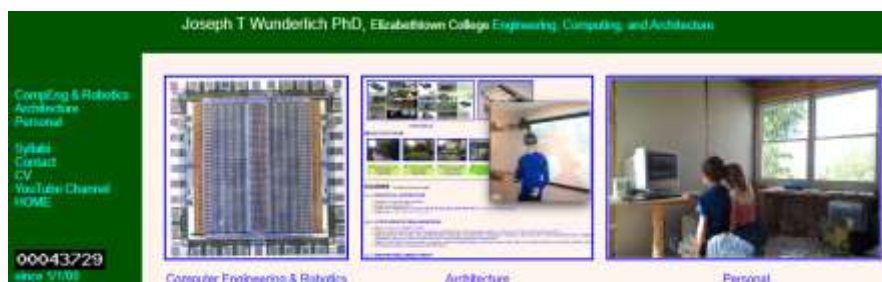 Joseph T Wunderlich PhD, Elizabethtown College Engineering, Computing, and Architecture
CompEng & Robotics
Architecture
Personal
Syllabi
Contact
CV
YouTube Channel
HOME
00043729
since 1/1/00
Computer Engineering & Robotics
Architecture
Personal